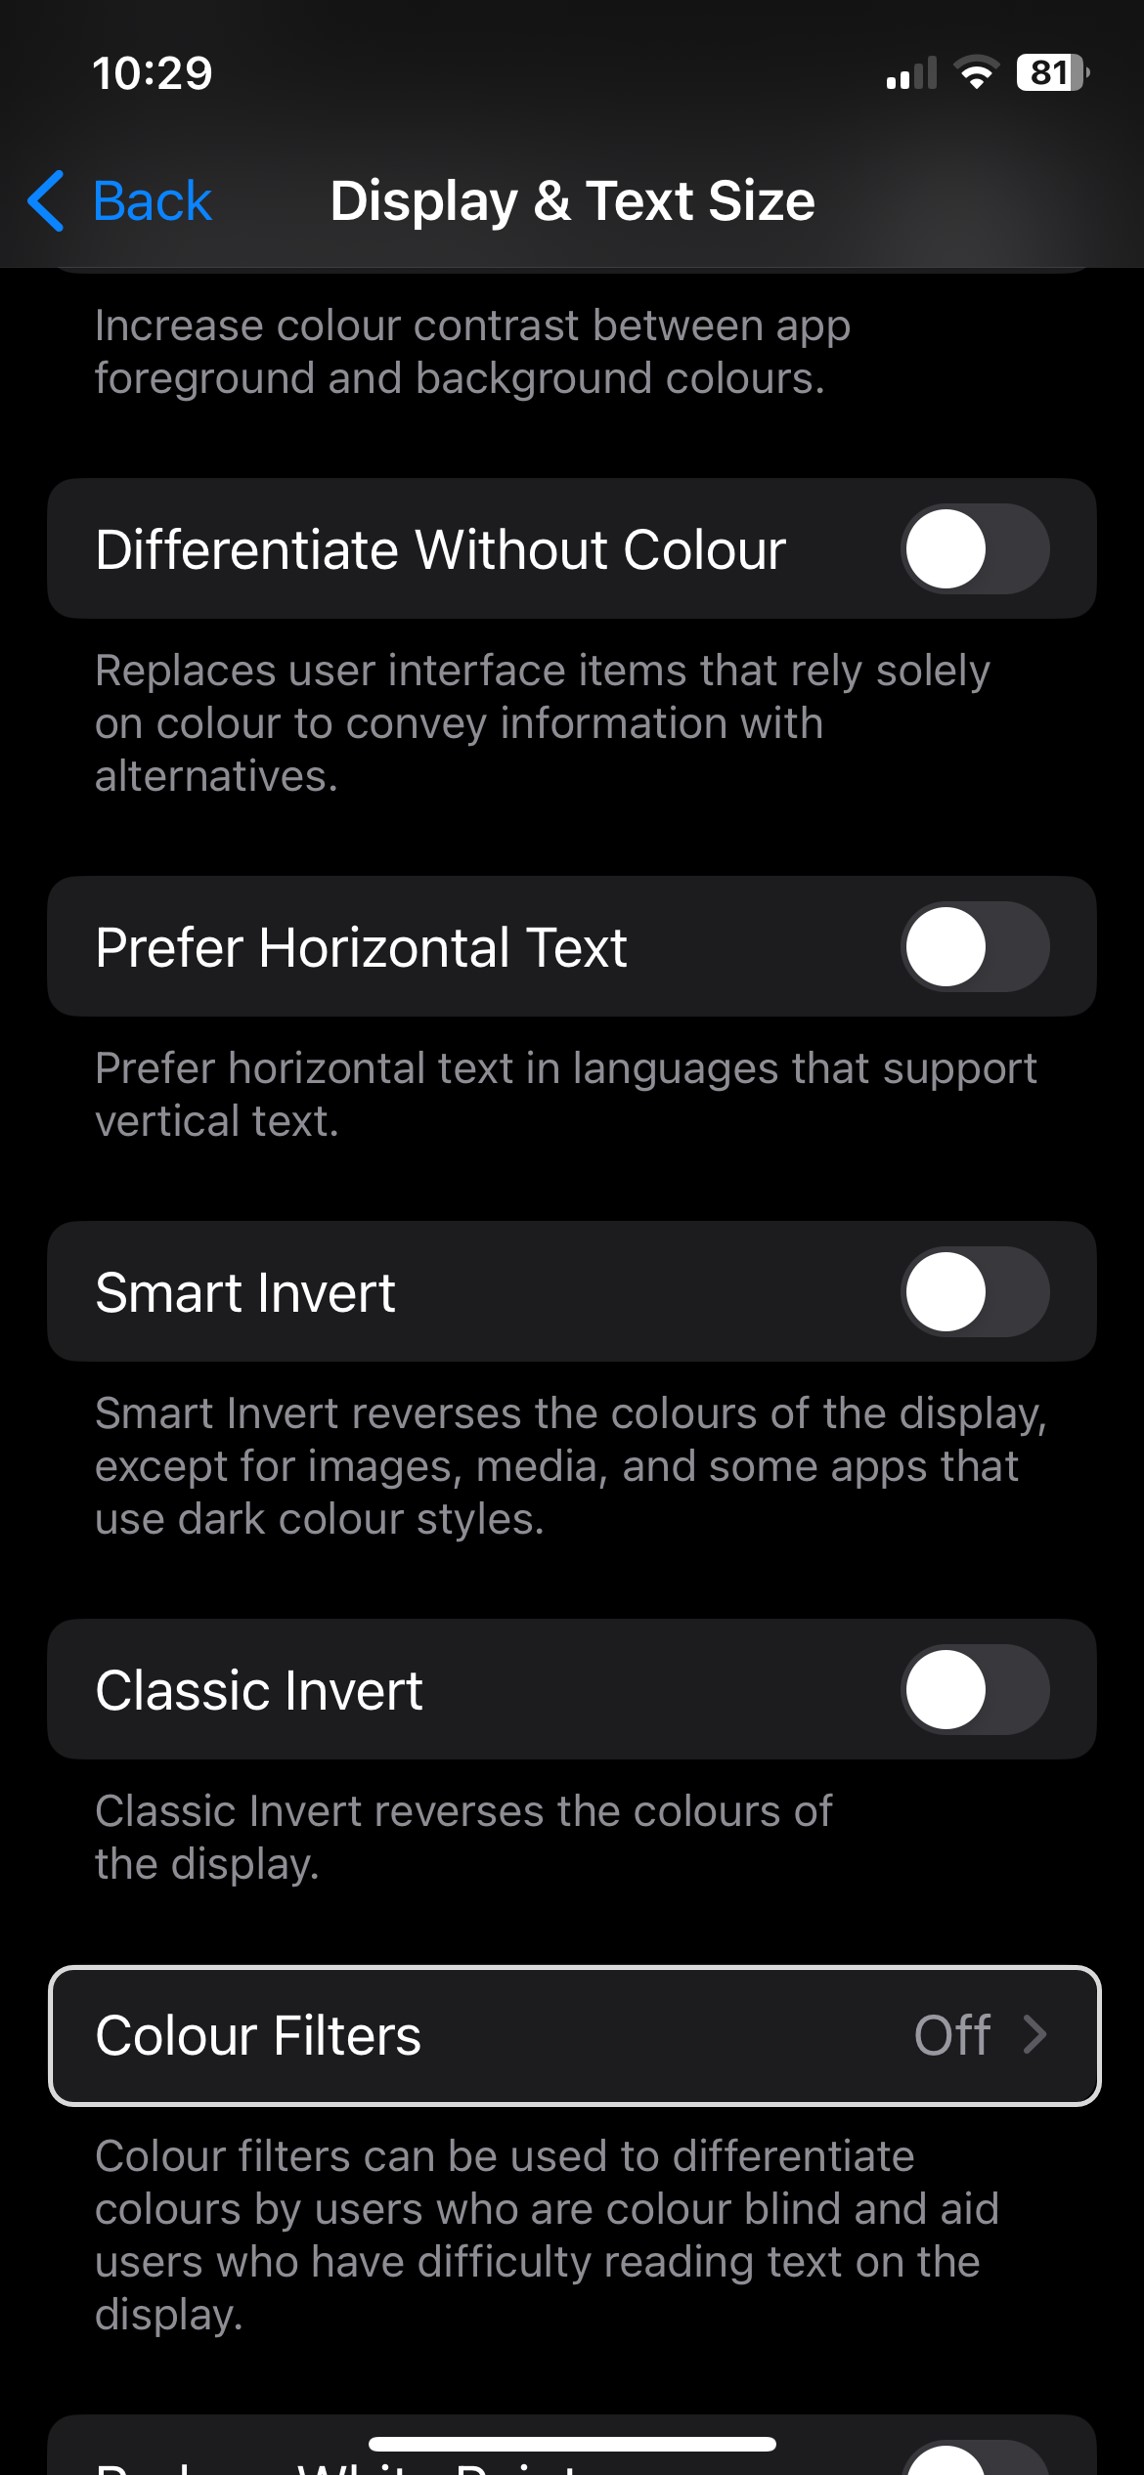 10:29
81
Back
Display & Text Size
Increase colour contrast between app
foreground and background colours.
Differentiate Without Colour
Replaces user interface items that rely solely
on colour to convey information with
alternatives.
Prefer Horizontal Text
Prefer horizontal text in languages that support
vertical text.
Smart Invert
Smart Invert reverses the colours of the display,
except for images, media, and some apps that
use dark colour styles.
Classic Invert
Classic Invert reverses the colours of
the display.
Colour Filters
Off
Colour filters can be used to differentiate
colours by users who are colour blind and aid
users who have difficulty reading text on the
display.
White Point